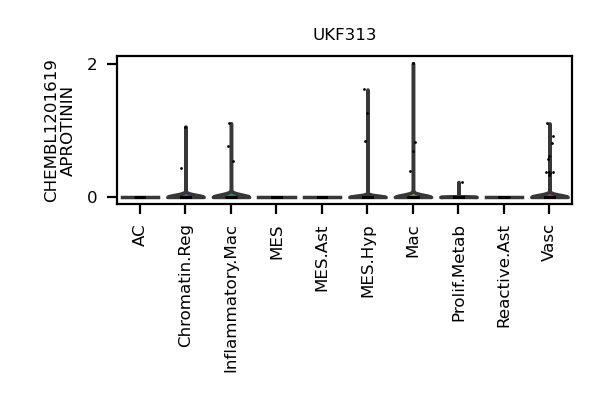 UKF313
CHEMBL1201619
APROTININ
2
0
AC
Chromatin.Reg
Inflammatory.Mac
MES
MES.Ast
MES.Hyp
Mac
Prolif.Metab
Reactive.Ast
Vasc